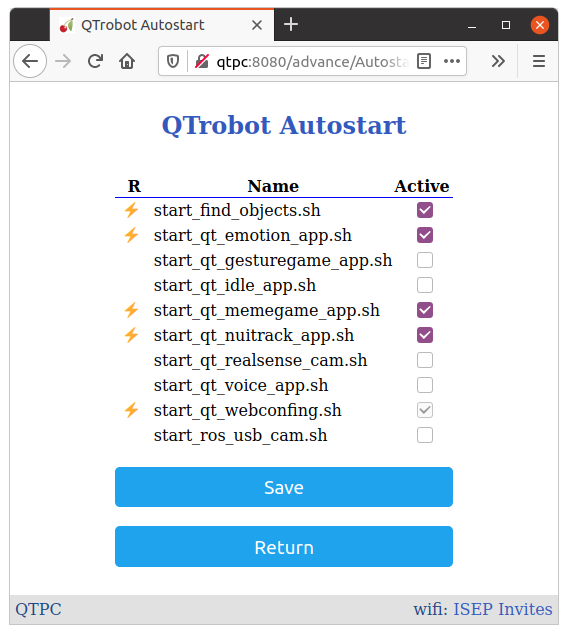 QTrobot Autostart
qtpc:8080/advance/Autosta
QTrobot Autostart
R Name Active
start_find_objects.sh
start_qt_emotion_app.sh
start_qt_gesturegame_app.sh
start_qt_idle_app.sh
start_qt_memegame_app.sh
start_qt_nuitrack_app.sh
start_qt_realsense_cam.sh
start_qt_voice_app.sh
start_qt_webconfing.sh
start_ros_usb_cam.sh
Save
Return
QTPC wifi: ISEP Invites